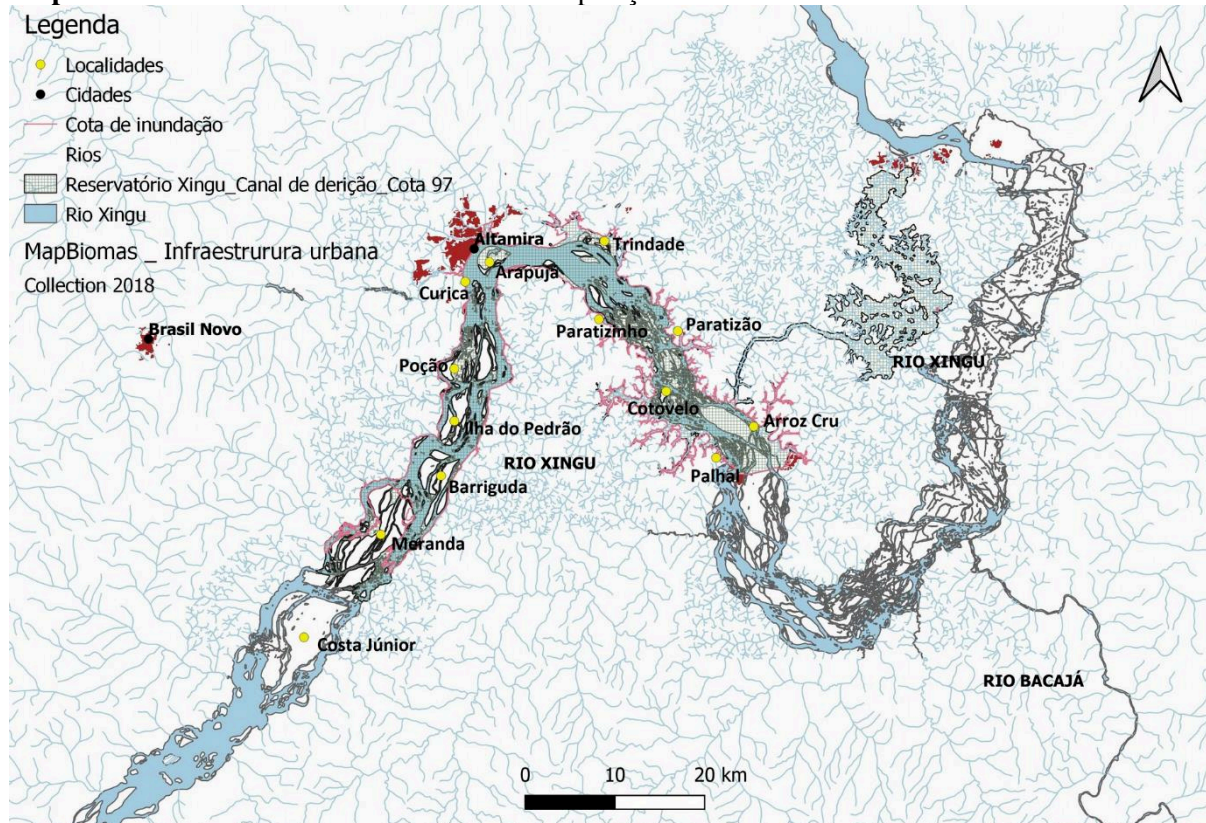 Legenda
Localidades
Cidades
Cota de inundação
Rios
Reservatório Xingu_Canal de derição_Cota 97
Rio Xingu
MapBiomas _ Infraestrurura urbana
Collection 2018
Altamira
Trindade
Arapujá
Curica
Paratizinho
Paratizão
Brasil Novo
RIO XINGU
Poção
Cotovelo
Arroz Cru
Ilha do Pedrão
RIO XINGU
Palhal
Barriguda
Meranda
Costa Júnior
RIO BACAJÁ
0 10 20 km